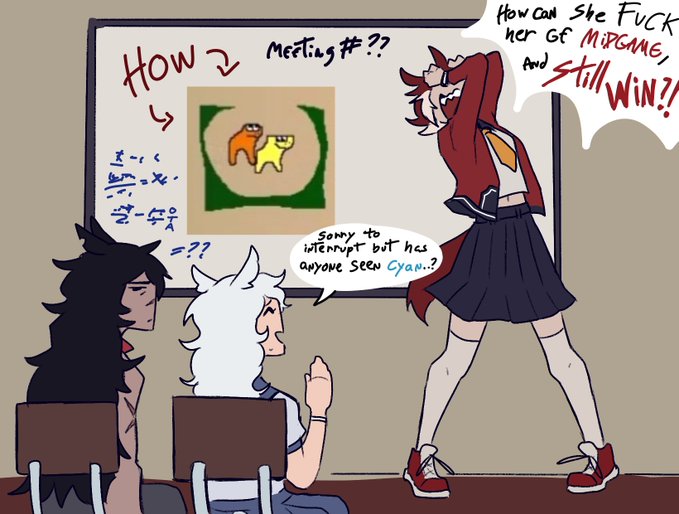 How can she FUCK
her GF MIDGAME,
AND still WIN?!
MEETING #??
HOW
sorry to
interrupt but has
anyone seen Cyan..?
=??